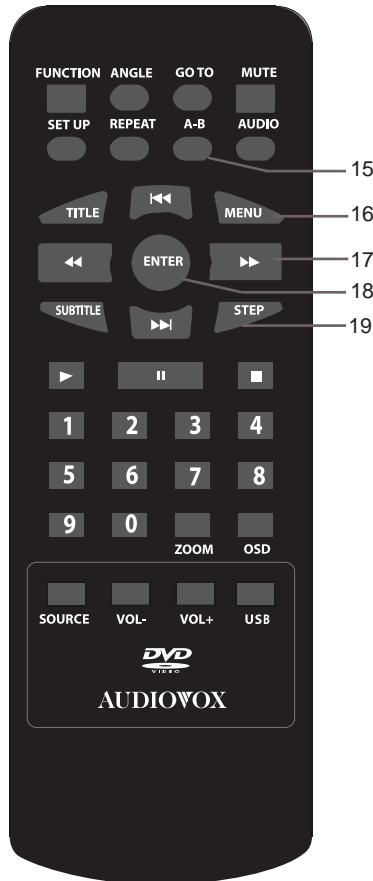 FUNCTION ANGLE GO TO MUTE
SET UP REPEAT A-B AUDIO
15
TITLE MENU
16
ENTER
17
18
SUBTITLE STEP
19
1 2 3 4
5 6 7 8
9 0
ZOOM OSD
SOURCE VOL- VOL+ USB
DVD
VIDEO
AUDIOVOX